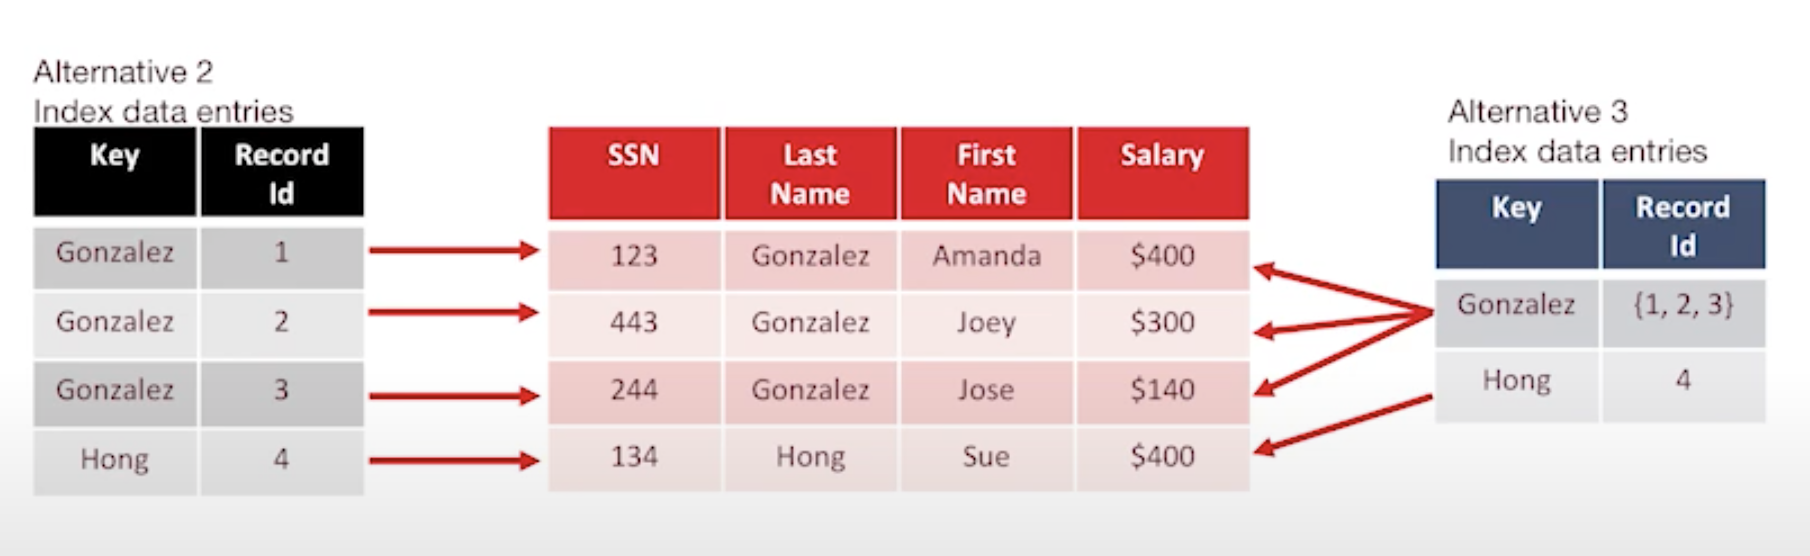 Alternative 2
Index data entries
Key Record Id
Gonzalez 1
Gonzalez 2
Gonzalez 3
Hong 4
SSN Last Name First Name Salary
123 Gonzalez Amanda $400
443 Gonzalez Joey $300
244 Gonzalez Jose $140
134 Hong Sue $400
Alternative 3
Index data entries
Key Record Id
Gonzalez {1, 2, 3}
Hong 4